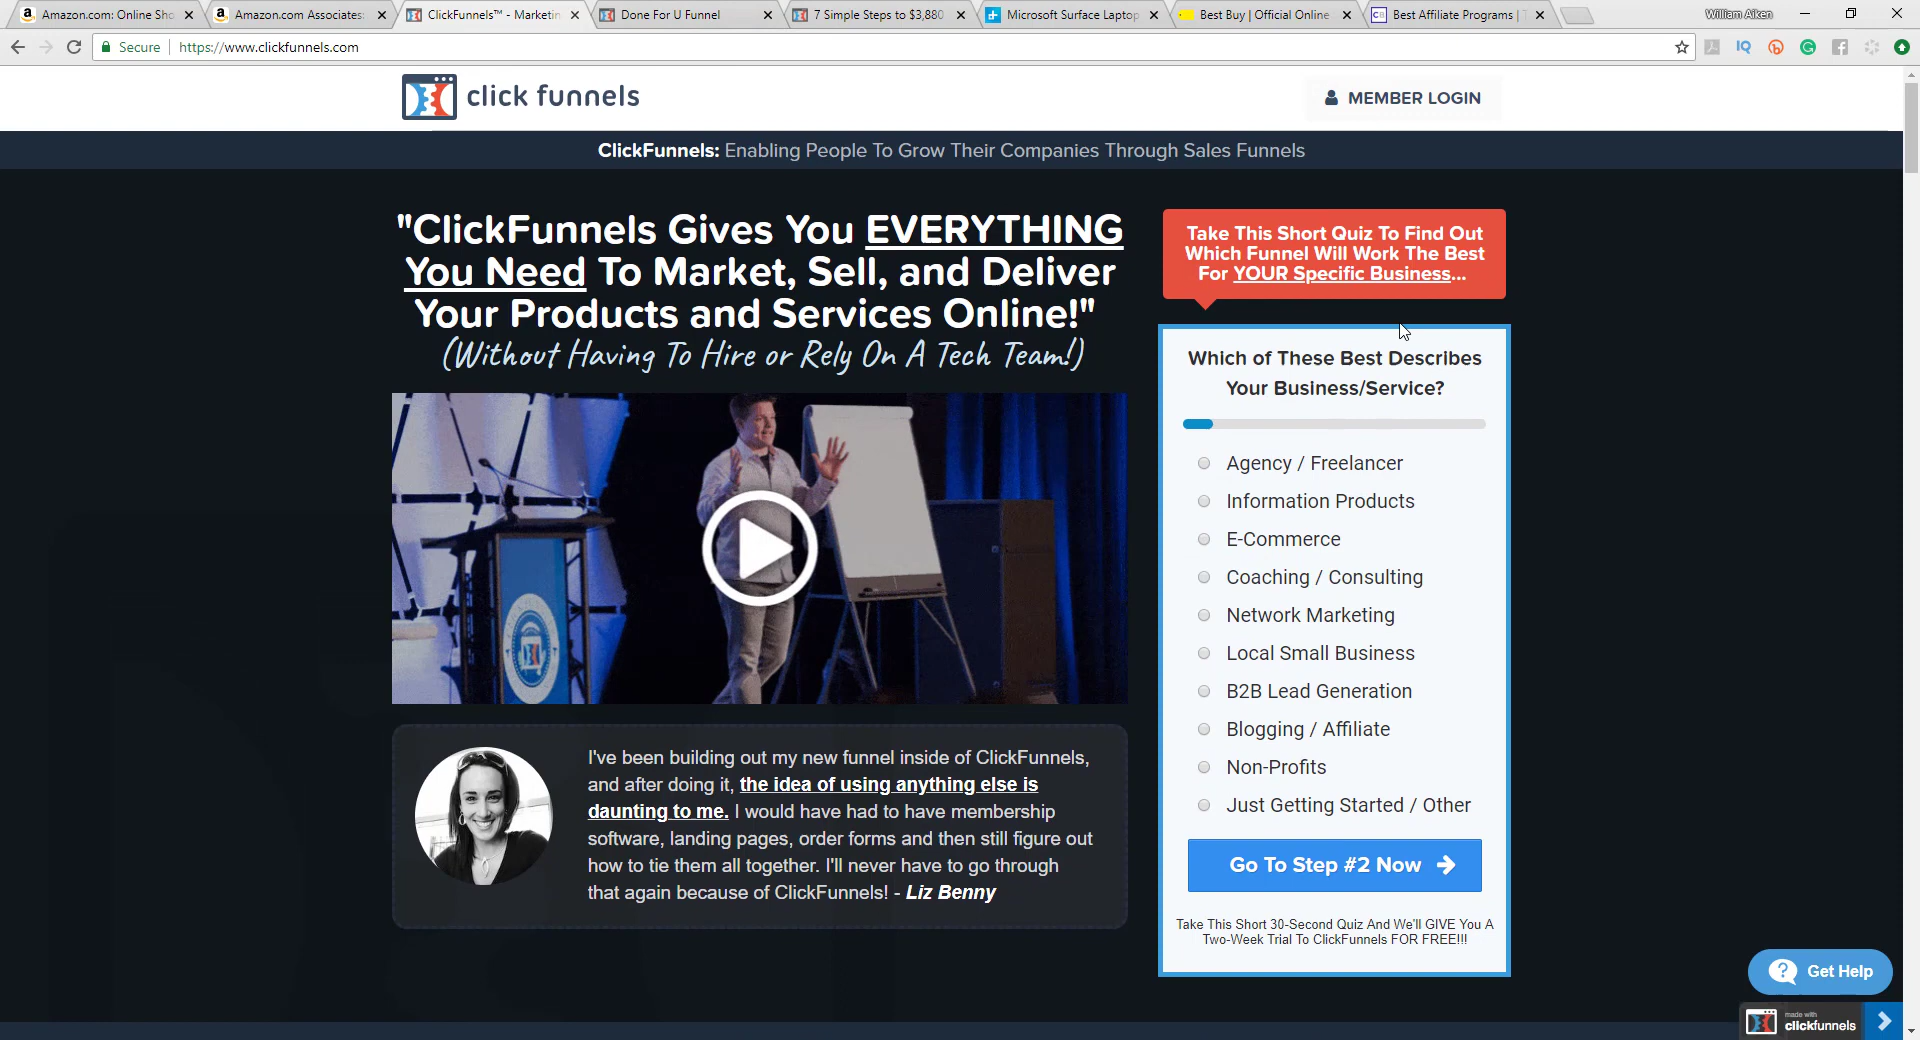 Amazon.com: Online Sho
Amazon.com Associates:
ClickFunnels™ - Marketin
Done For U Funnel
7 Simple Steps to $3,880
Microsoft Surface Laptop
Best Buy | Official Online
Best Affiliate Programs |
William Aiken
Secure
https://www.clickfunnels.com
click funnels
MEMBER LOGIN
ClickFunnels: Enabling People To Grow Their Companies Through Sales Funnels
"ClickFunnels Gives You EVERYTHING
You Need To Market, Sell, and Deliver
Your Products and Services Online!"
(Without Having To Hire or Rely On A Tech Team!)
I've been building out my new funnel inside of ClickFunnels,
and after doing it, the idea of using anything else is
daunting to me. I would have had to have membership
software, landing pages, order forms and then still figure out
how to tie them all together. I'll never have to go through
that again because of ClickFunnels! - Liz Benny
Take This Short Quiz To Find Out
Which Funnel Will Work The Best
For YOUR Specific Business...
Which of These Best Describes
Your Business/Service?
Agency / Freelancer
Information Products
E-Commerce
Coaching / Consulting
Network Marketing
Local Small Business
B2B Lead Generation
Blogging / Affiliate
Non-Profits
Just Getting Started / Other
Go To Step #2 Now
Take This Short 30-Second Quiz And We'll GIVE You A
Two-Week Trial To ClickFunnels FOR FREE!!!
Get Help
made with
clickfunnels